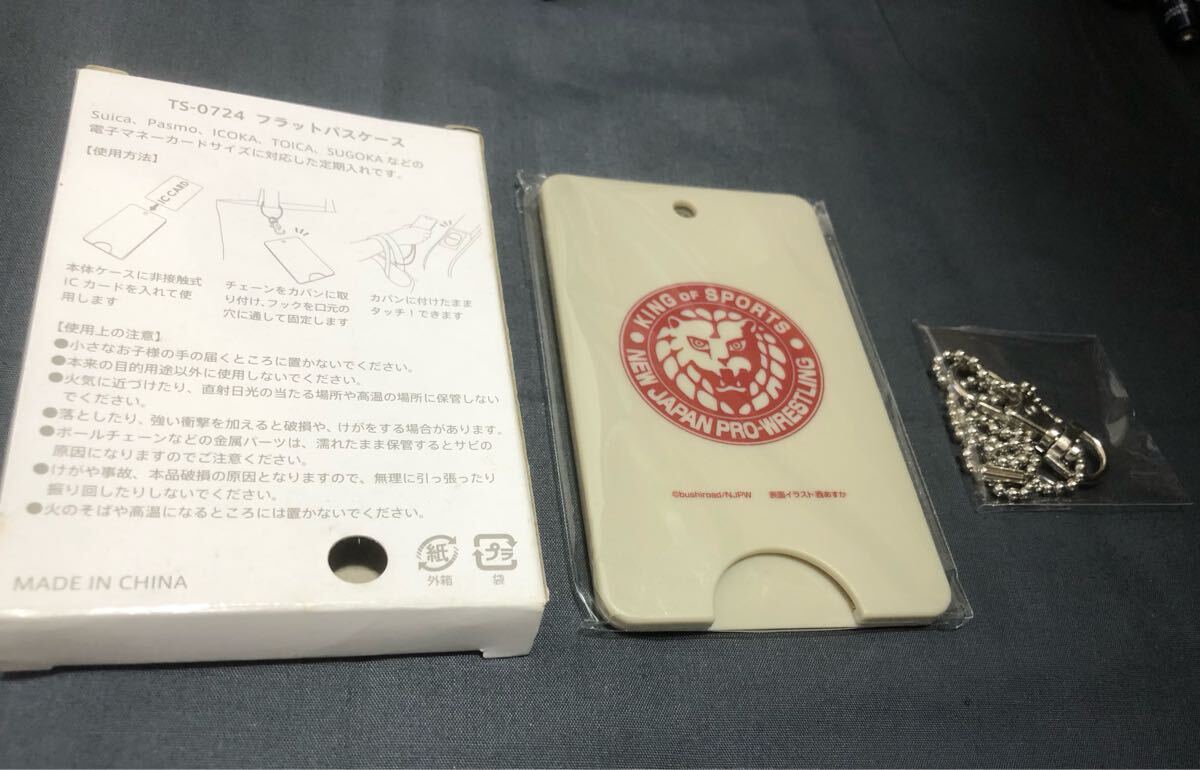 TS-0724 フラットパスケース
Suica、Pasmo、ICOKA、TOICA、SUGOKAなどの
電子マネーカードサイズに対応した定期入れです。
【使用方法】
IC CARD
本体ケースに非接触式
ICカードを入れて使
用します
チェーンをカバンに取
り付け、フックを口元の
穴に通して固定します
カバンに付けたまま
タッチ！できます
【使用上の注意】
●小さなお子様の手の届くところに置かないでください。
●本来の目的用途以外に使用しないでください。
●火気に近づけたり、直射日光の当たる場所や高温の場所に保管しない
でください。
●落としたり、強い衝撃を加えると破損や、けがをする場合があります。
●ボールチェーンなどの金属パーツは、濡れたまま保管するとサビの
原因になりますのでご注意ください。
●けがや事故、本品破損の原因となりますので、無理に引っ張ったり
振り回したりしないでください。
●火のそばや高温になるところには置かないでください。
MADE IN CHINA
紙
外箱
プラ
袋
KING OF SPORTS
NEW JAPAN PRO-WRESTLING
©bushiroad/NJPW 表面イラスト:酉あすか